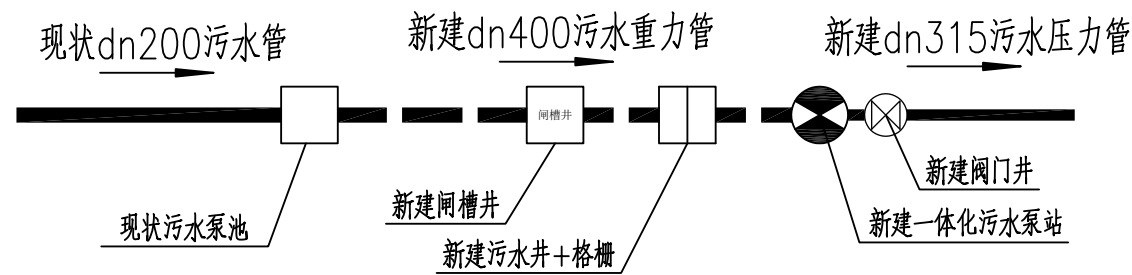 现状dn200污水管
新建dn400污水重力管
新建dn315污水压力管
闸槽井
新建阀门井
新建闸槽井
现状污水泵池
新建一体化污水泵站
新建污水井+格栅